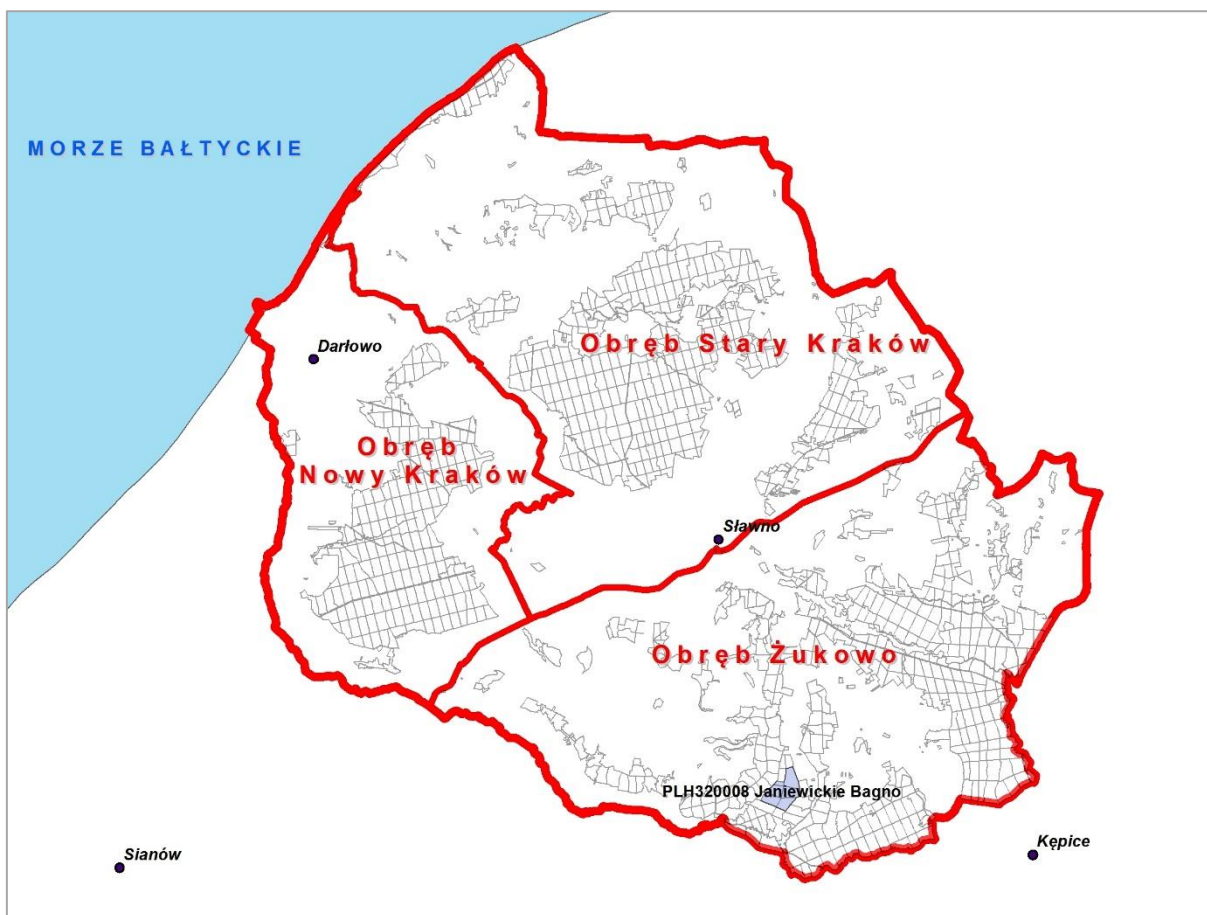 MORZE BAŁTYCKIE
Darłowo
Obręb Stary Kraków
Obręb
Nowy Kraków
Sławno
Obręb Żukowo
PLH320008 Janiewickie Bagno
Sianów
Kępice